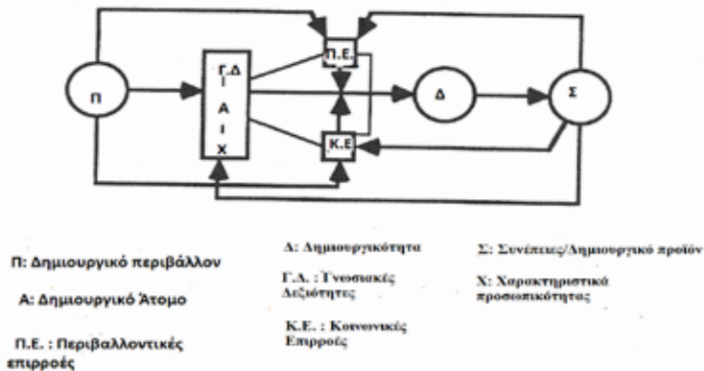 Π.Ε.
Γ.Δ
Π
Α
Δ
Σ
Χ
Κ.Ε
Π: Δημιουργικό περιβάλλον
Α: Δημιουργικό Άτομο
Π.Ε. : Περιβαλλοντικές
επιρροές
Δ: Δημιουργικότητα
Γ.Δ. : Γνωσιακές
Δεξιότητες
Κ.Ε. : Κοινωνικές
Επιρροές
Σ: Συνέπειες/Δημιουργικό προϊόν
Χ: Χαρακτηριστικά
προσωπικότητας